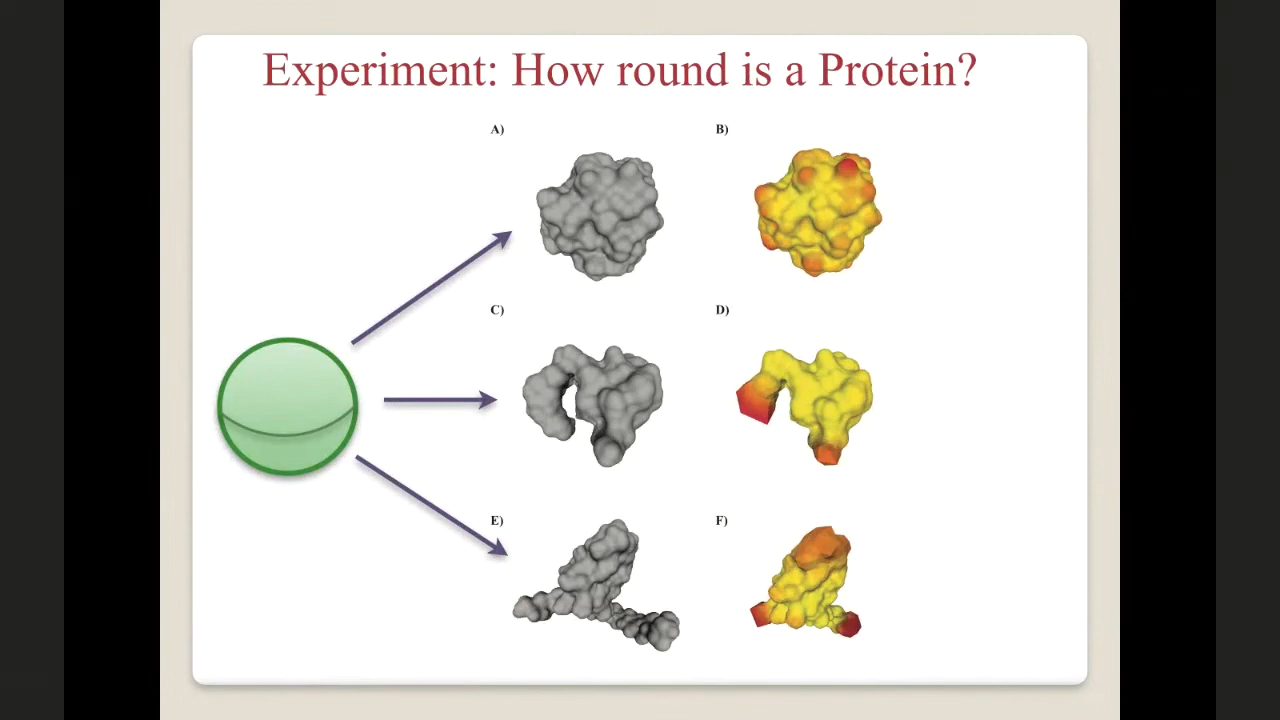 Experiment: How round is a Protein?
A)
B)
C)
D)
E)
F)